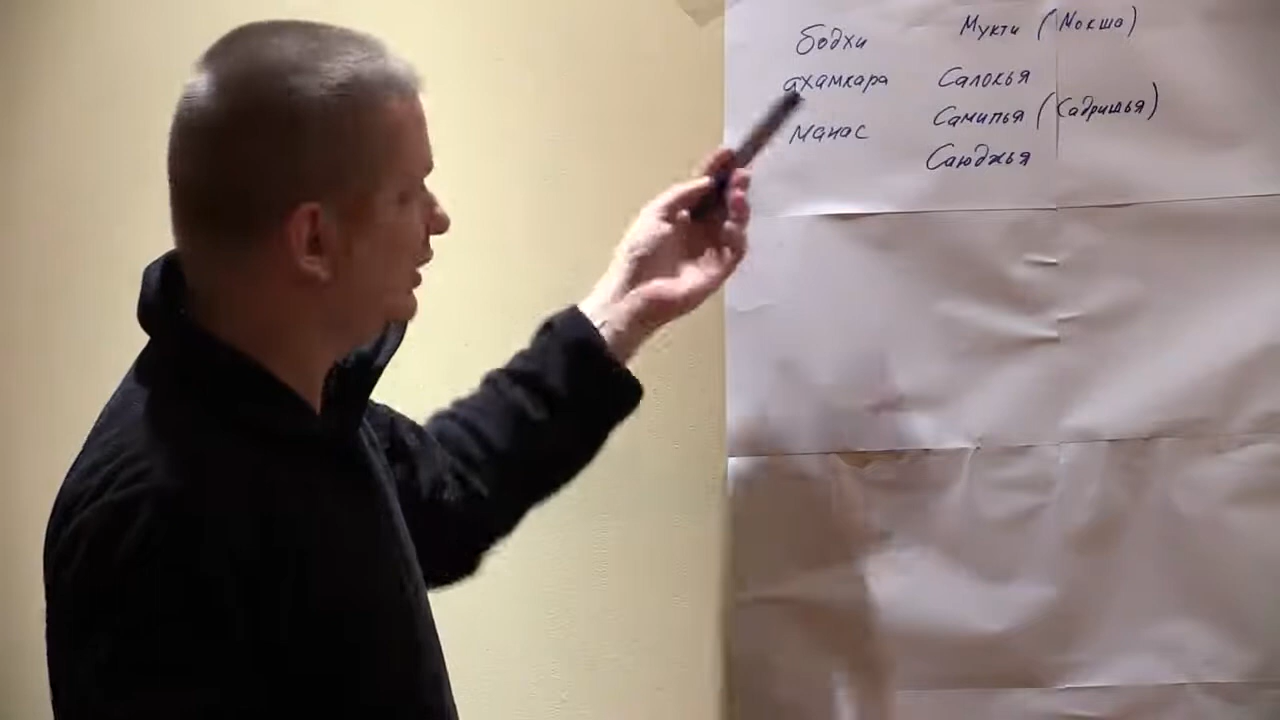 Бодхи
ахамкара
манас
Мукти (Мокша)
Салокья
Самипья (Садришья)
Саюджья